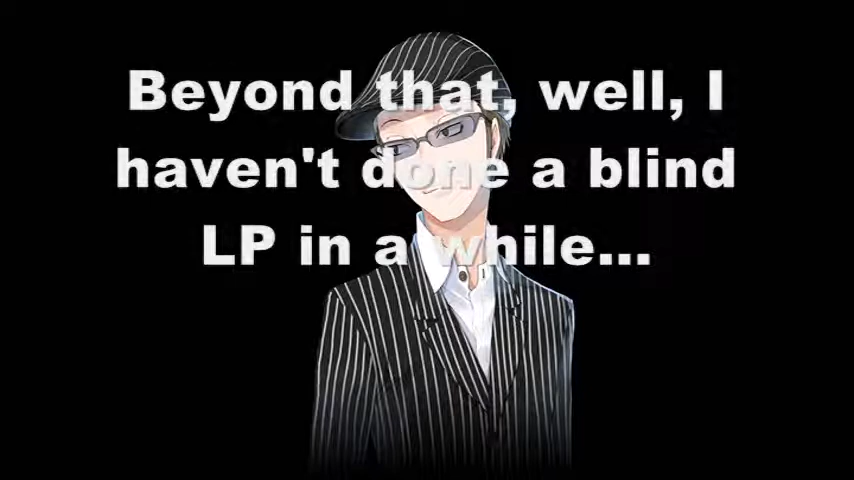 Beyond that, well, I
haven't done a blind
LP in a while...